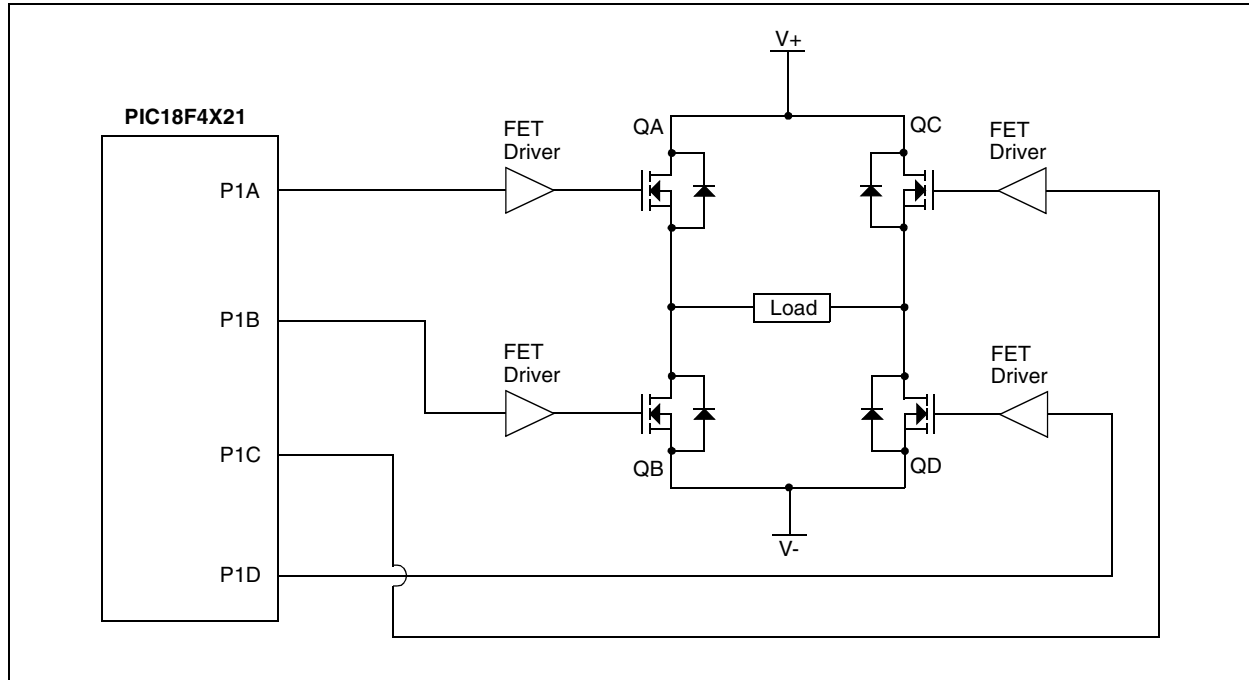 V+
PIC18F4X21
FET
Driver
QA
QC
FET
Driver
P1A
P1B
Load
FET
Driver
FET
Driver
P1C
QB
QD
V-
P1D